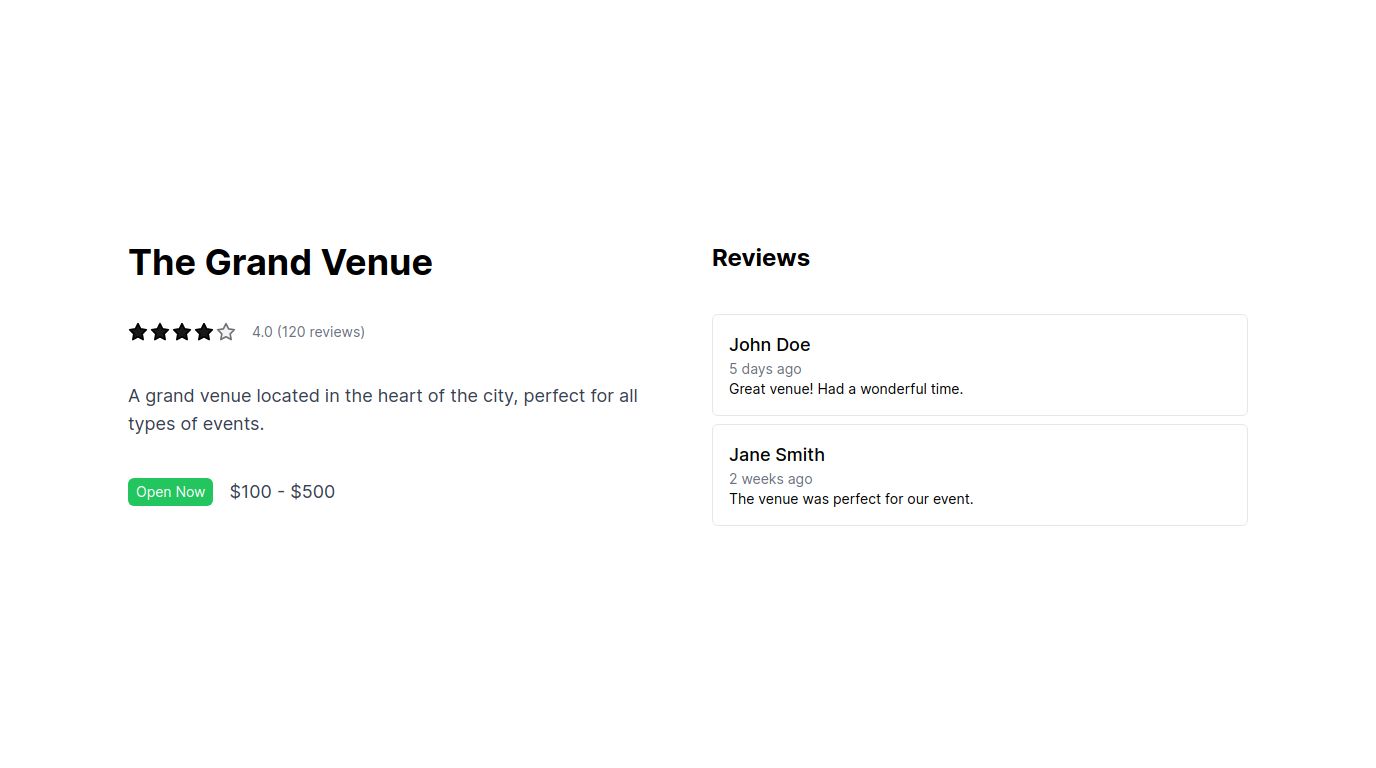 The Grand Venue
4.0 (120 reviews)
A grand venue located in the heart of the city, perfect for all
types of events.
Open Now
$100 - $500
Reviews
John Doe
5 days ago
Great venue! Had a wonderful time.
Jane Smith
2 weeks ago
The venue was perfect for our event.